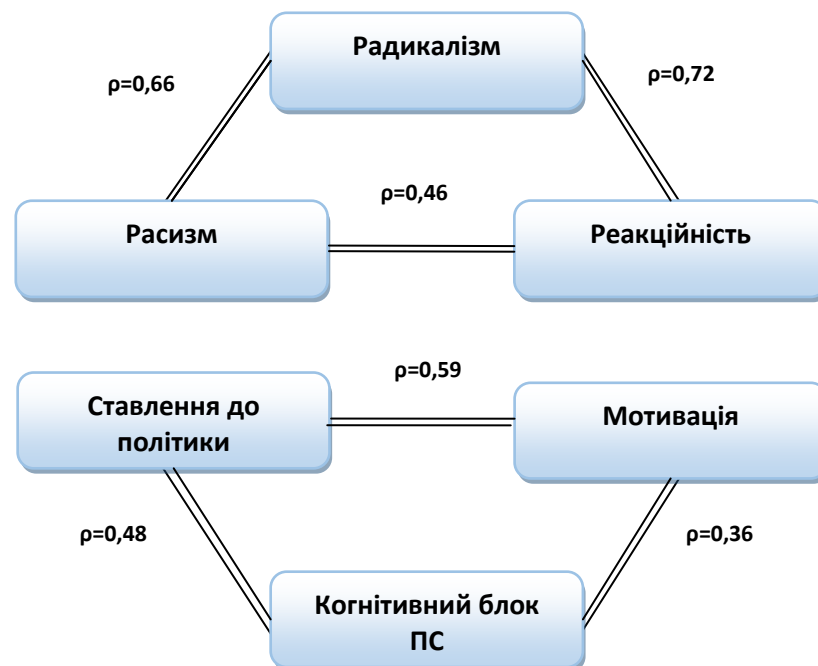 Радикалізм
ρ=0,66
ρ=0,72
ρ=0,46
Расизм
Реакційність
ρ=0,59
Ставлення до
політики
Мотивація
ρ=0,48
ρ=0,36
Когнітивний блок
ПС